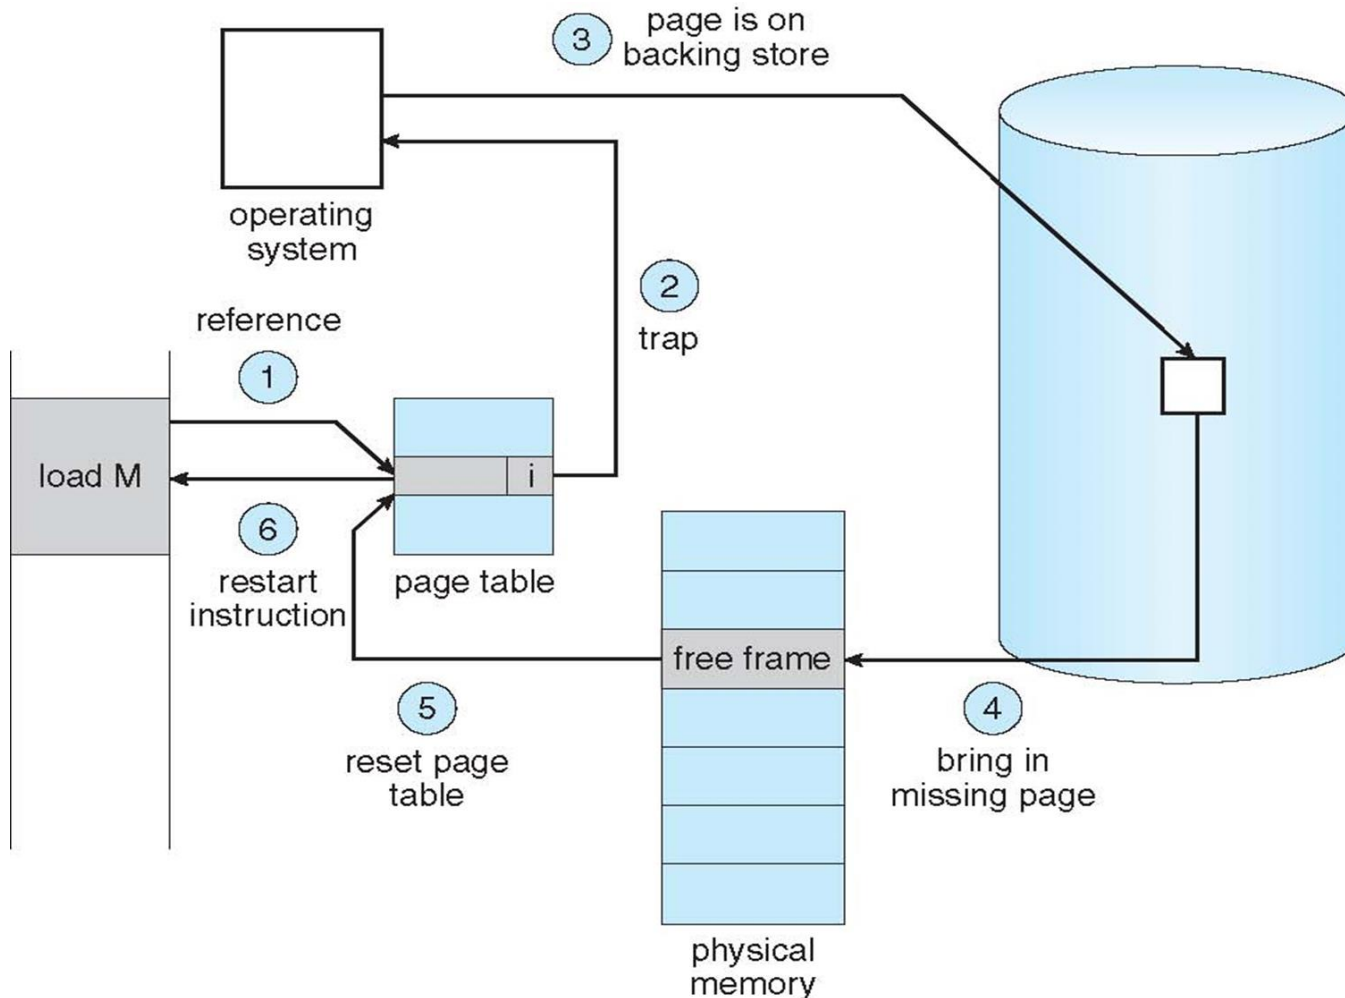 3
page is on
backing store
operating
system
2
trap
reference
1
load M
i
6
restart
instruction
page table
free frame
5
reset page
table
4
bring in
missing page
physical
memory